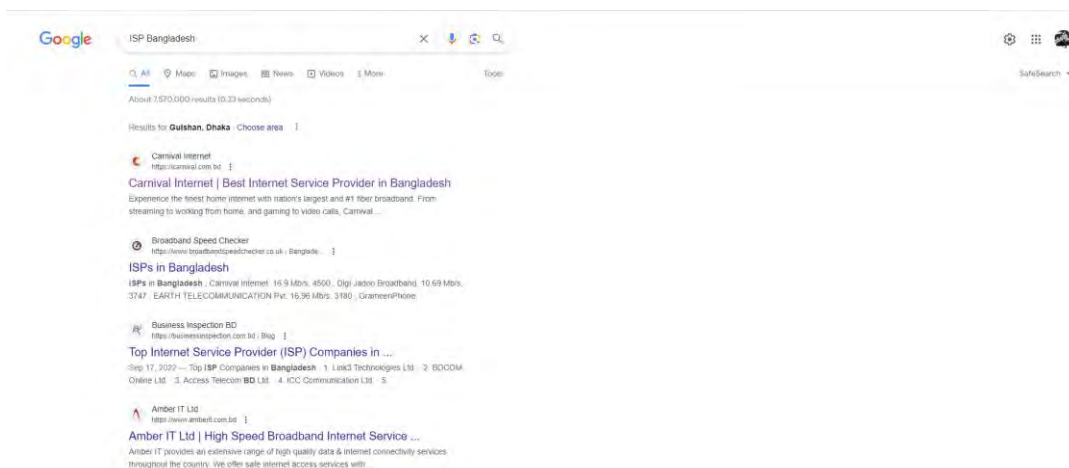 Google
ISP Bangladesh
All Maps Images News Videos More Tools
SafeSearch
About 7,570,000 results (0.33 seconds)
Results for Gulshan, Dhaka · Choose area
Carnival Internet
https://carnival.com.bd
Carnival Internet | Best Internet Service Provider in Bangladesh
Experience the finest home internet with nation's largest and #1 fiber broadband. From
streaming to working from home, and gaming to video calls, Carnival ...
Broadband Speed Checker
https://www.broadbandspeedchecker.co.uk › Banglade...
ISPs in Bangladesh
ISPs in Bangladesh ; Carnival Internet. 16.9 Mb/s. 4500 ; Digi Jadoo Broadband. 10.69 Mb/s.
3747 ; EARTH TELECOMMUNICATION Pvt. 16.96 Mb/s. 3180 ; GrameenPhone.
Business Inspection BD
https://businessinspection.com.bd › Blog
Top Internet Service Provider (ISP) Companies in ...
Sep 17, 2022 — Top ISP Companies in Bangladesh · 1. Link3 Technologies Ltd · 2. BDCOM
Online Ltd · 3. Access Telecom BD Ltd · 4. ICC Communication Ltd · 5.
Amber IT Ltd
https://www.amberit.com.bd
Amber IT Ltd | High Speed Broadband Internet Service ...
Amber IT provides an extensive range of high quality data & internet connectivity services
throughout the country. We offer safe internet access services with ...